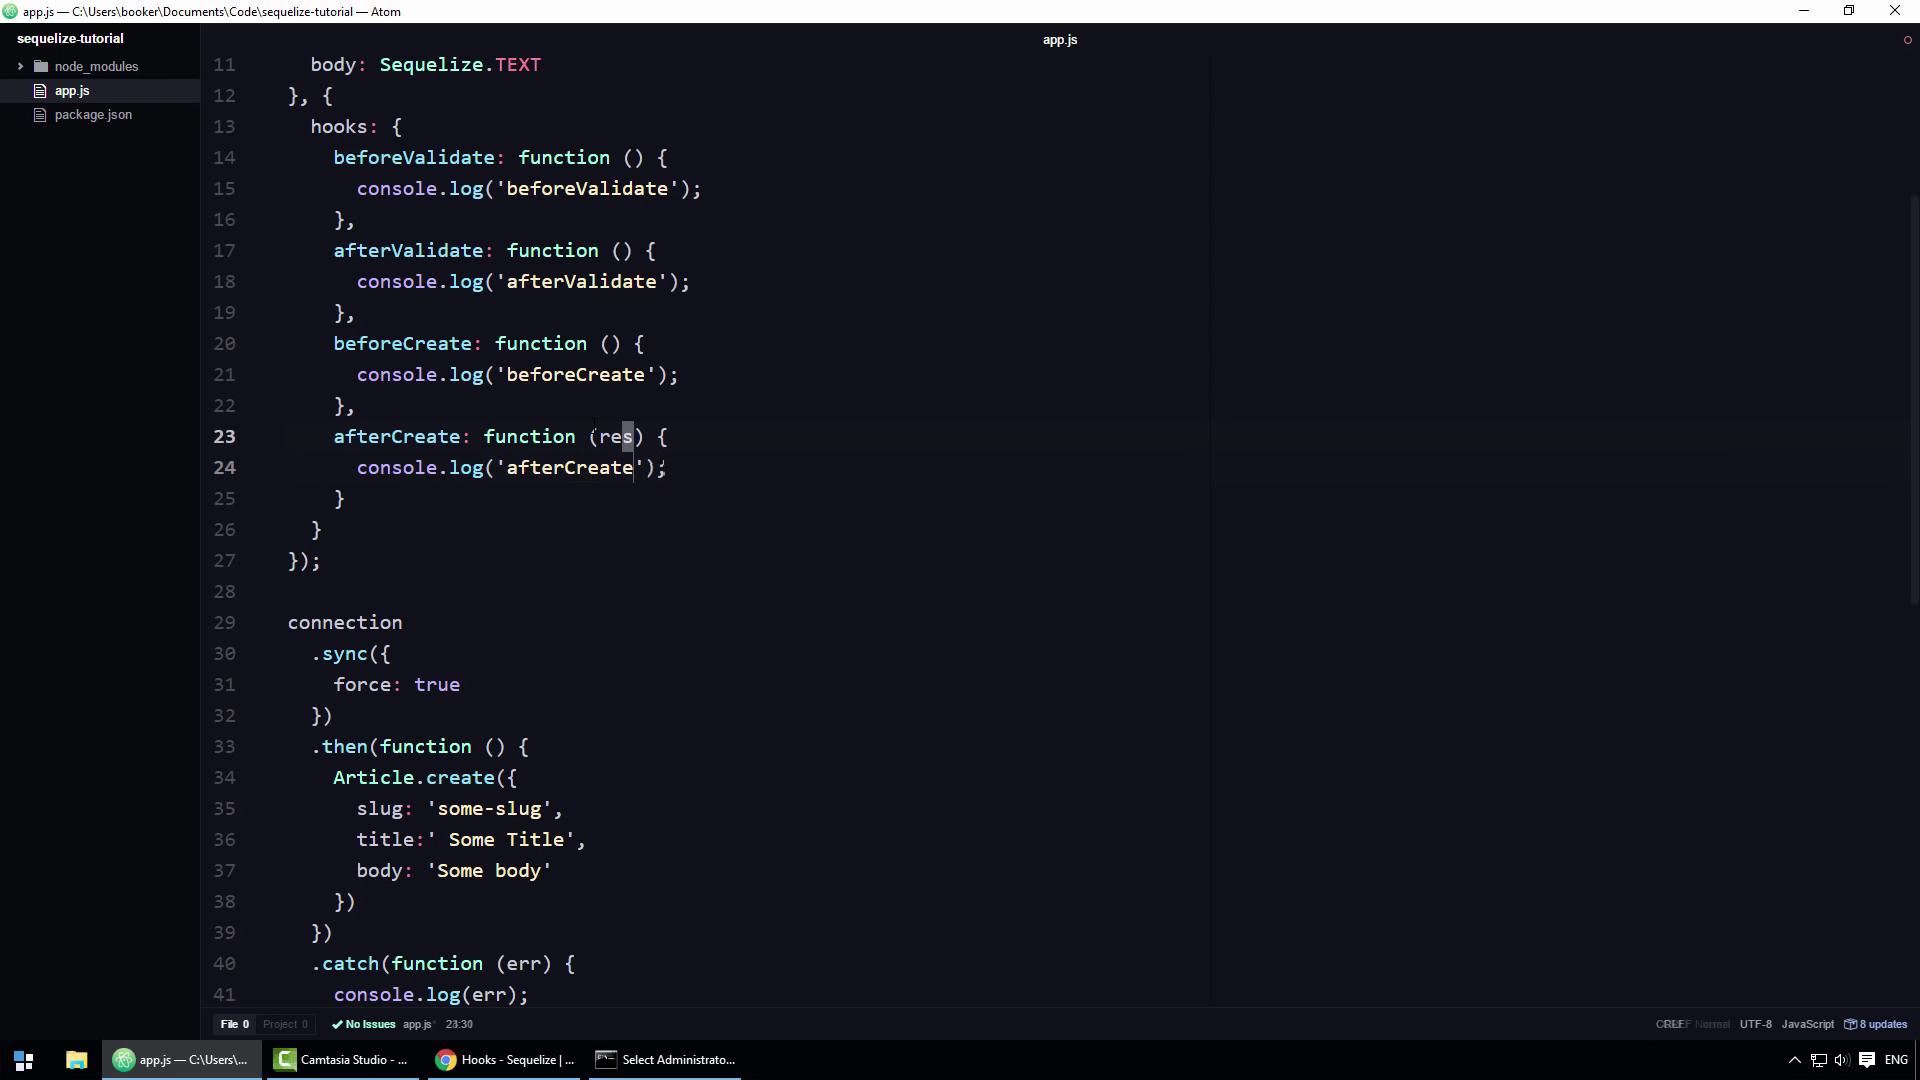 app.js — C:\Users\booker\Documents\Code\sequelize-tutorial — Atom
sequelize-tutorial
node_modules
app.js
package.json
app.js
11 body: Sequelize.TEXT
12 }, {
13 hooks: {
14 beforeValidate: function () {
15 console.log('beforeValidate');
16 },
17 afterValidate: function () {
18 console.log('afterValidate');
19 },
20 beforeCreate: function () {
21 console.log('beforeCreate');
22 },
23 afterCreate: function (res) {
24 console.log('afterCreate');
25 }
26 }
27 });
28
29 connection
30 .sync({
31 force: true
32 })
33 .then(function () {
34 Article.create({
35 slug: 'some-slug',
36 title:' Some Title',
37 body: 'Some body'
38 })
39 })
40 .catch(function (err) {
41 console.log(err);
File 0 Project 0 No Issues app.js* Normal UTF-8 JavaScript 8 updates
app.js — C:\Users\... Camtasia Studio - ... Hooks - Sequelize | ... Select Administrato... ENG